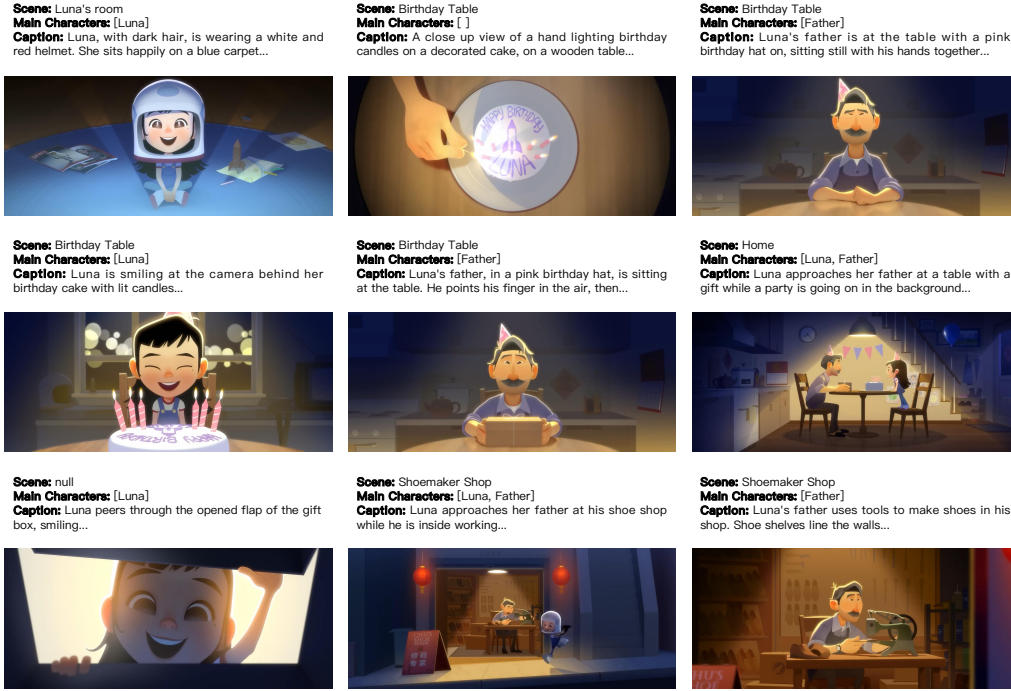 Scene: Luna's room
Main Characters: [Luna]
Caption: Luna, with dark hair, is wearing a white and
red helmet. She sits happily on a blue carpet...
Scene: Birthday Table
Main Characters: [ ]
Caption: A close up view of a hand lighting birthday
candles on a decorated cake, on a wooden table...
Scene: Birthday Table
Main Characters: [Father]
Caption: Luna's father is at the table with a pink
birthday hat on, sitting still with his hands together...
HAPPY BIRTHDAY
LUNA
Scene: Birthday Table
Main Characters: [Luna]
Caption: Luna is smiling at the camera behind her
birthday cake with lit candles...
Scene: Birthday Table
Main Characters: [Father]
Caption: Luna's father, in a pink birthday hat, is sitting
at the table. He points his finger in the air, then...
Scene: Home
Main Characters: [Luna, Father]
Caption: Luna approaches her father at a table with a
gift while a party is going on in the background...
HAPPY BIRTHDAY
Scene: null
Main Characters: [Luna]
Caption: Luna peers through the opened flap of the gift
box, smiling...
Scene: Shoemaker Shop
Main Characters: [Luna, Father]
Caption: Luna approaches her father at his shoe shop
while he is inside working...
Scene: Shoemaker Shop
Main Characters: [Father]
Caption: Luna's father uses tools to make shoes in his
shop. Shoe shelves line the walls...